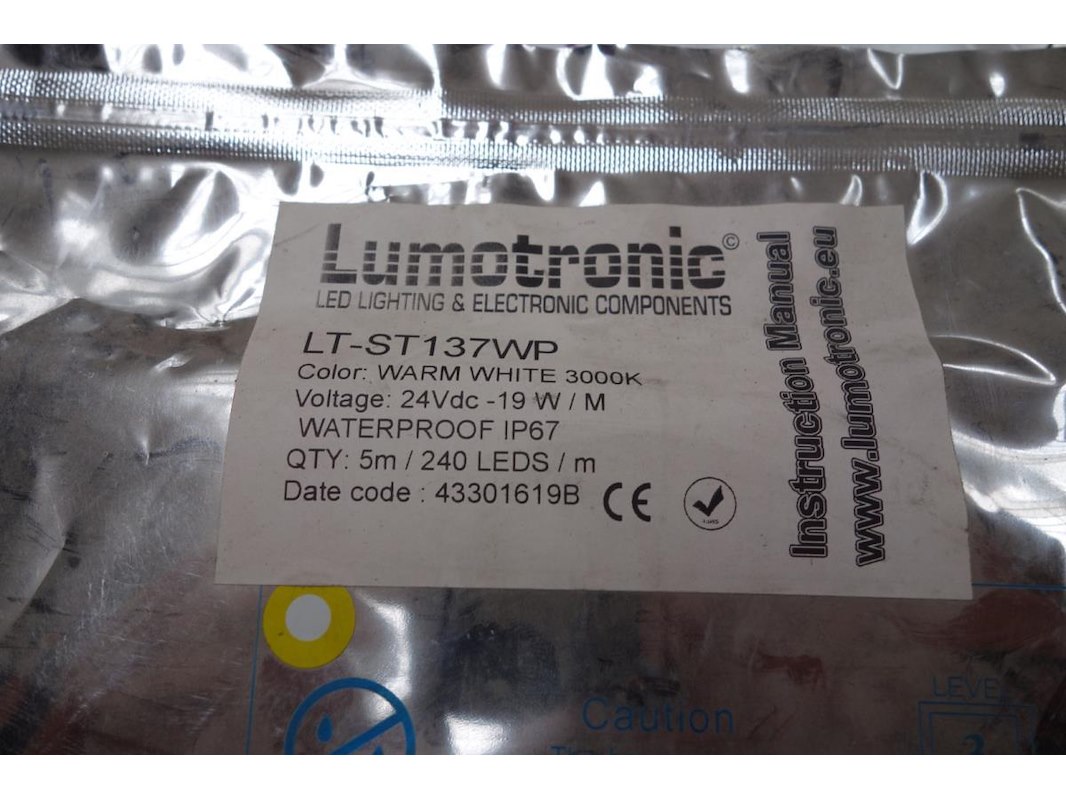 Lumotronic©
LED LIGHTING & ELECTRONIC COMPONENTS
LT-ST137WP
Color: WARM WHITE 3000K
Voltage: 24Vdc -19 W / M
WATERPROOF IP67
QTY: 5m / 240 LEDS / m
Date code : 43301619B CE
Instruction Manual
www.lumotronic.eu
Caution
LEVEL